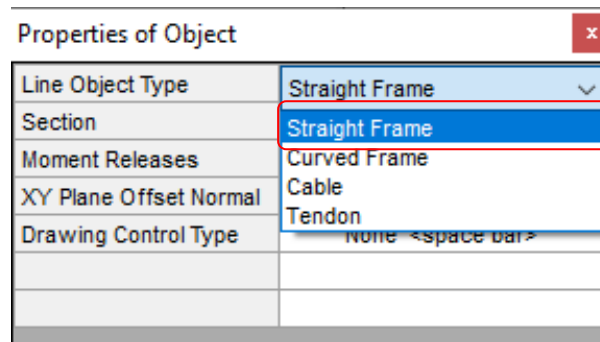 Properties of Object
x
Line Object Type
Straight Frame
Section
Straight Frame
Moment Releases
Curved Frame
XY Plane Offset Normal
Cable
Tendon
Drawing Control Type
None <space bar>